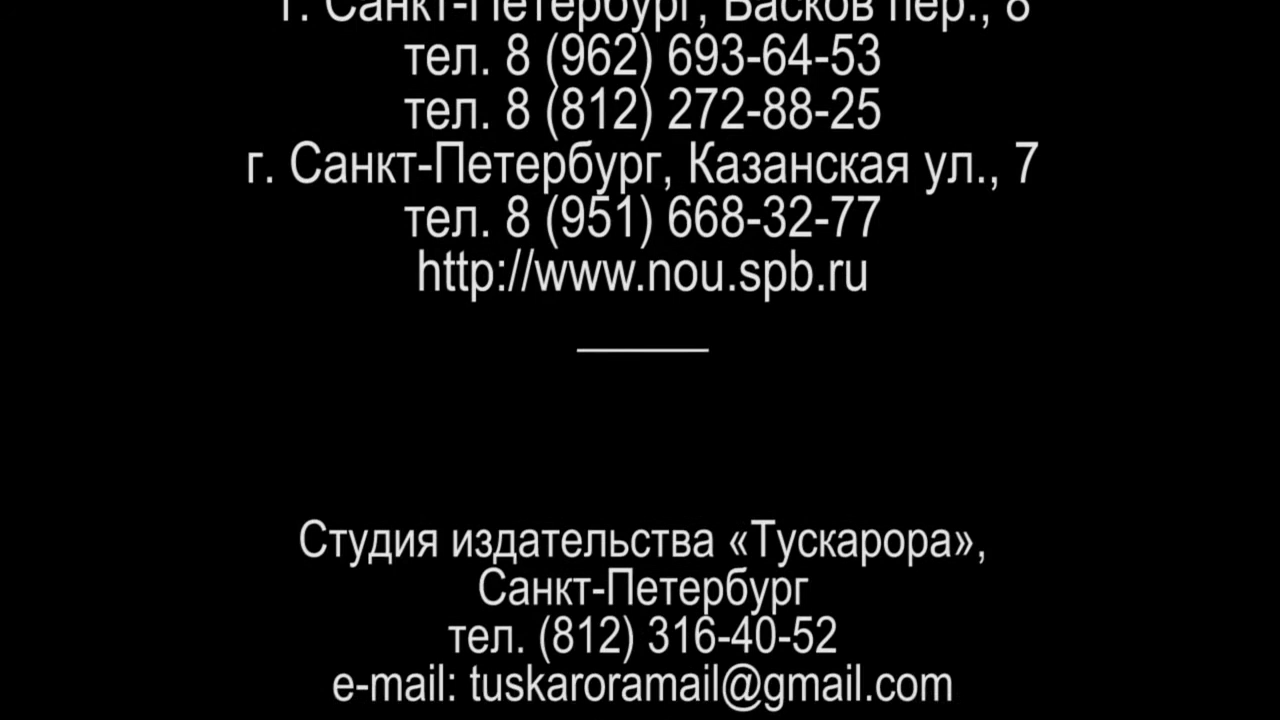 г. Санкт-Петербург, Басков пер., 8
тел. 8 (962) 693-64-53
тел. 8 (812) 272-88-25
г. Санкт-Петербург, Казанская ул., 7
тел. 8 (951) 668-32-77
http://www.nou.spb.ru
Студия издательства «Тускарора»,
Санкт-Петербург
тел. (812) 316-40-52
e-mail: tuskaroramail@gmail.com